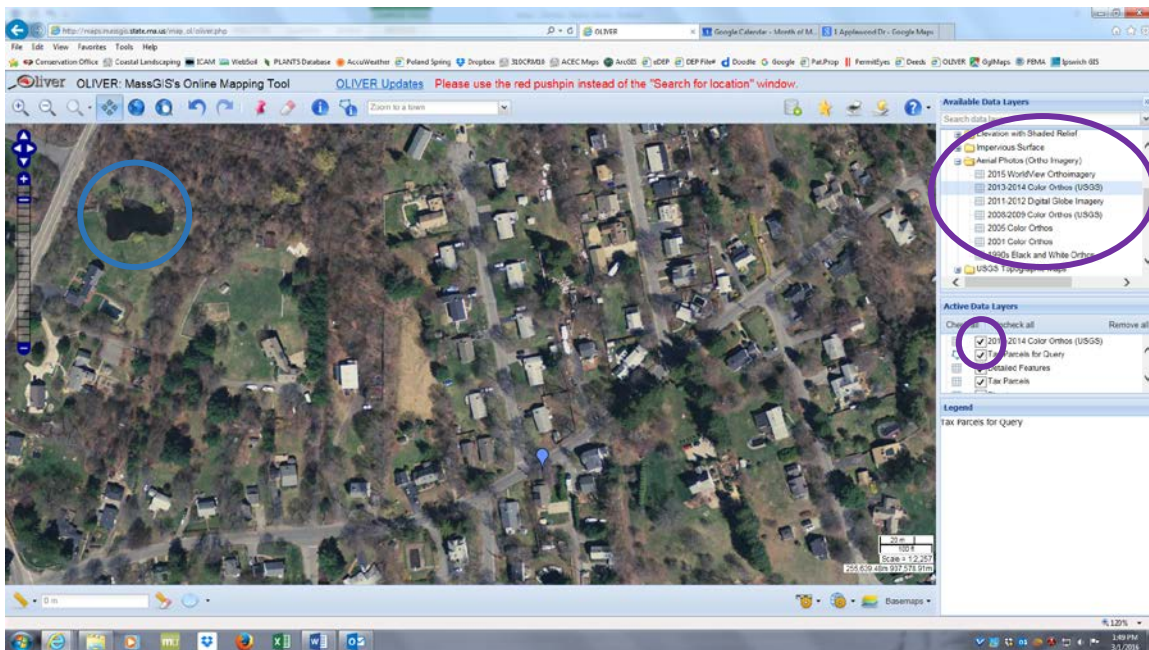 http://maps.massgis.state.ma.us/map_ol/oliver.php
OLIVER
Google Calendar - Month of M...
1 Applewood Dr - Google Maps
File Edit View Favorites Tools Help
Conservation Office Coastal Landscaping ICAM WebSoil PLANTS Database AccuWeather Poland Spring Dropbox 310CMR10 ACEC Maps ArcGIS eDEP DEP File# Doodle Google Pat.Prop PermitEyes Deeds OLIVER GglMaps FEMA Ipswich GIS
Oliver OLIVER: MassGIS's Online Mapping Tool OLIVER Updates Please use the red pushpin instead of the "Search for location" window.
Zoom to a town
Available Data Layers
Elevation with Shaded Relief
Impervious Surface
Aerial Photos (Ortho Imagery)
2015 WorldView Orthoimagery
2013-2014 Color Orthos (USGS)
2011-2012 Digital Globe Imagery
2008-2009 Color Orthos (USGS)
2005 Color Orthos
2001 Color Orthos
1990s Black and White Orthos
USGS Topographic Maps
Active Data Layers
Check all Uncheck all Remove all
2014 Color Orthos (USGS)
Tax Parcels for Query
Detailed Features
Tax Parcels
Legend
Tax Parcels for Query
20 m
100 ft
Scale = 1:2,257
0 m
Basemaps
120%
1:49 PM
3/1/2016